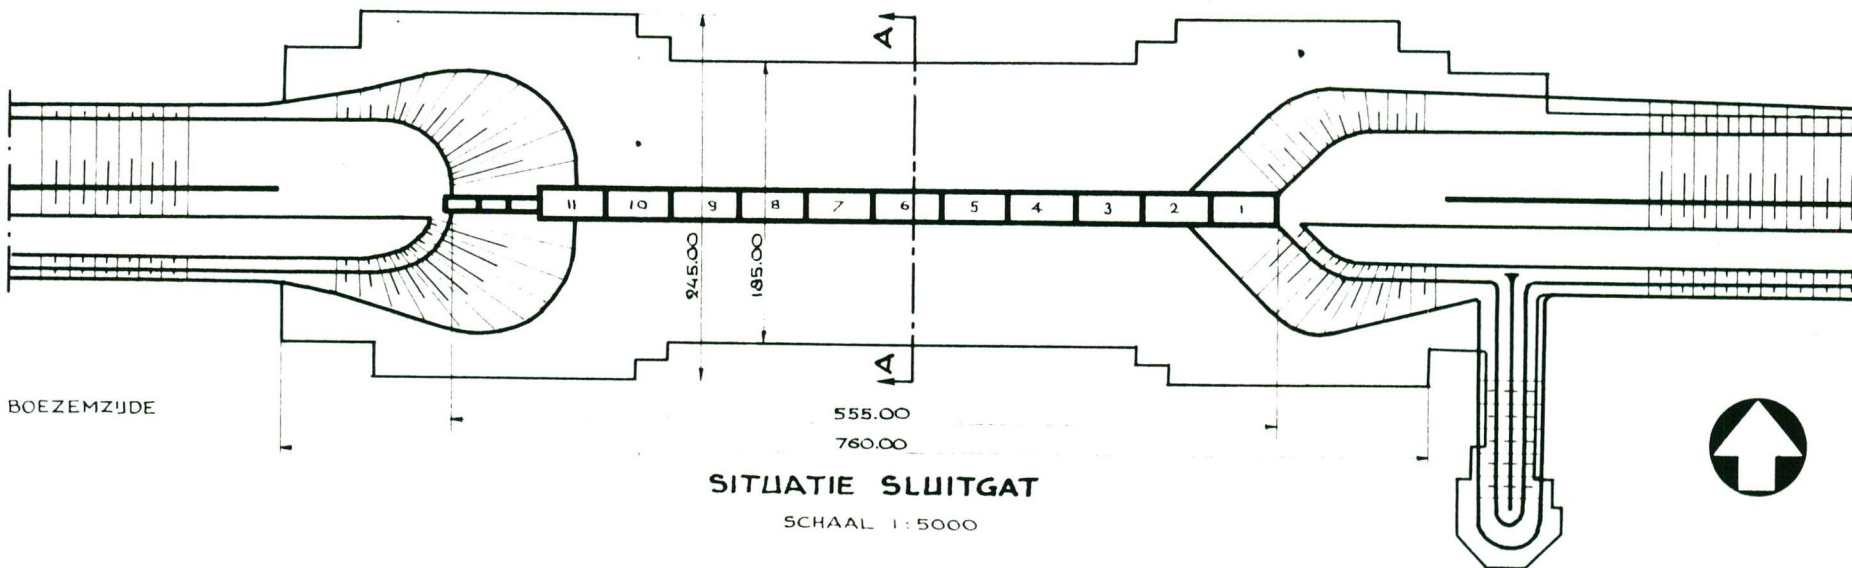 A
11 10 9 8 7 6 5 4 3 2 1
245.00
185.00
A
BOEZEMZIJDE
555.00
760.00
SITUATIE SLUITGAT
SCHAAL 1:5000